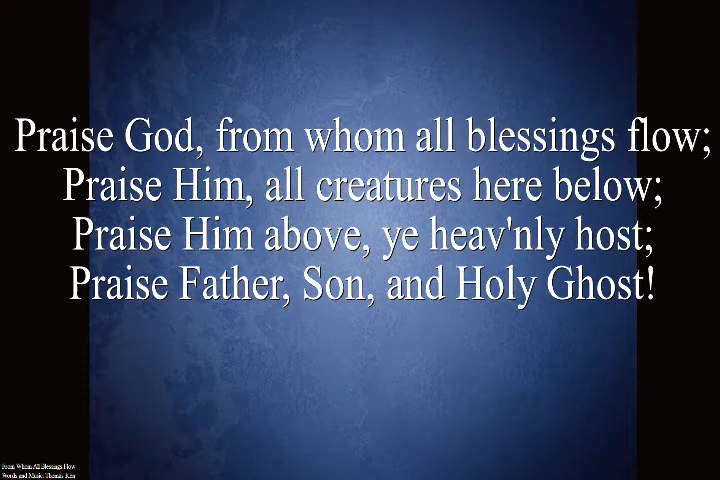 Praise God, from whom all blessings flow;
Praise Him, all creatures here below;
Praise Him above, ye heav'nly host;
Praise Father, Son, and Holy Ghost!
From Whom All Blessings Flow
Words and Music: Thomas Ken